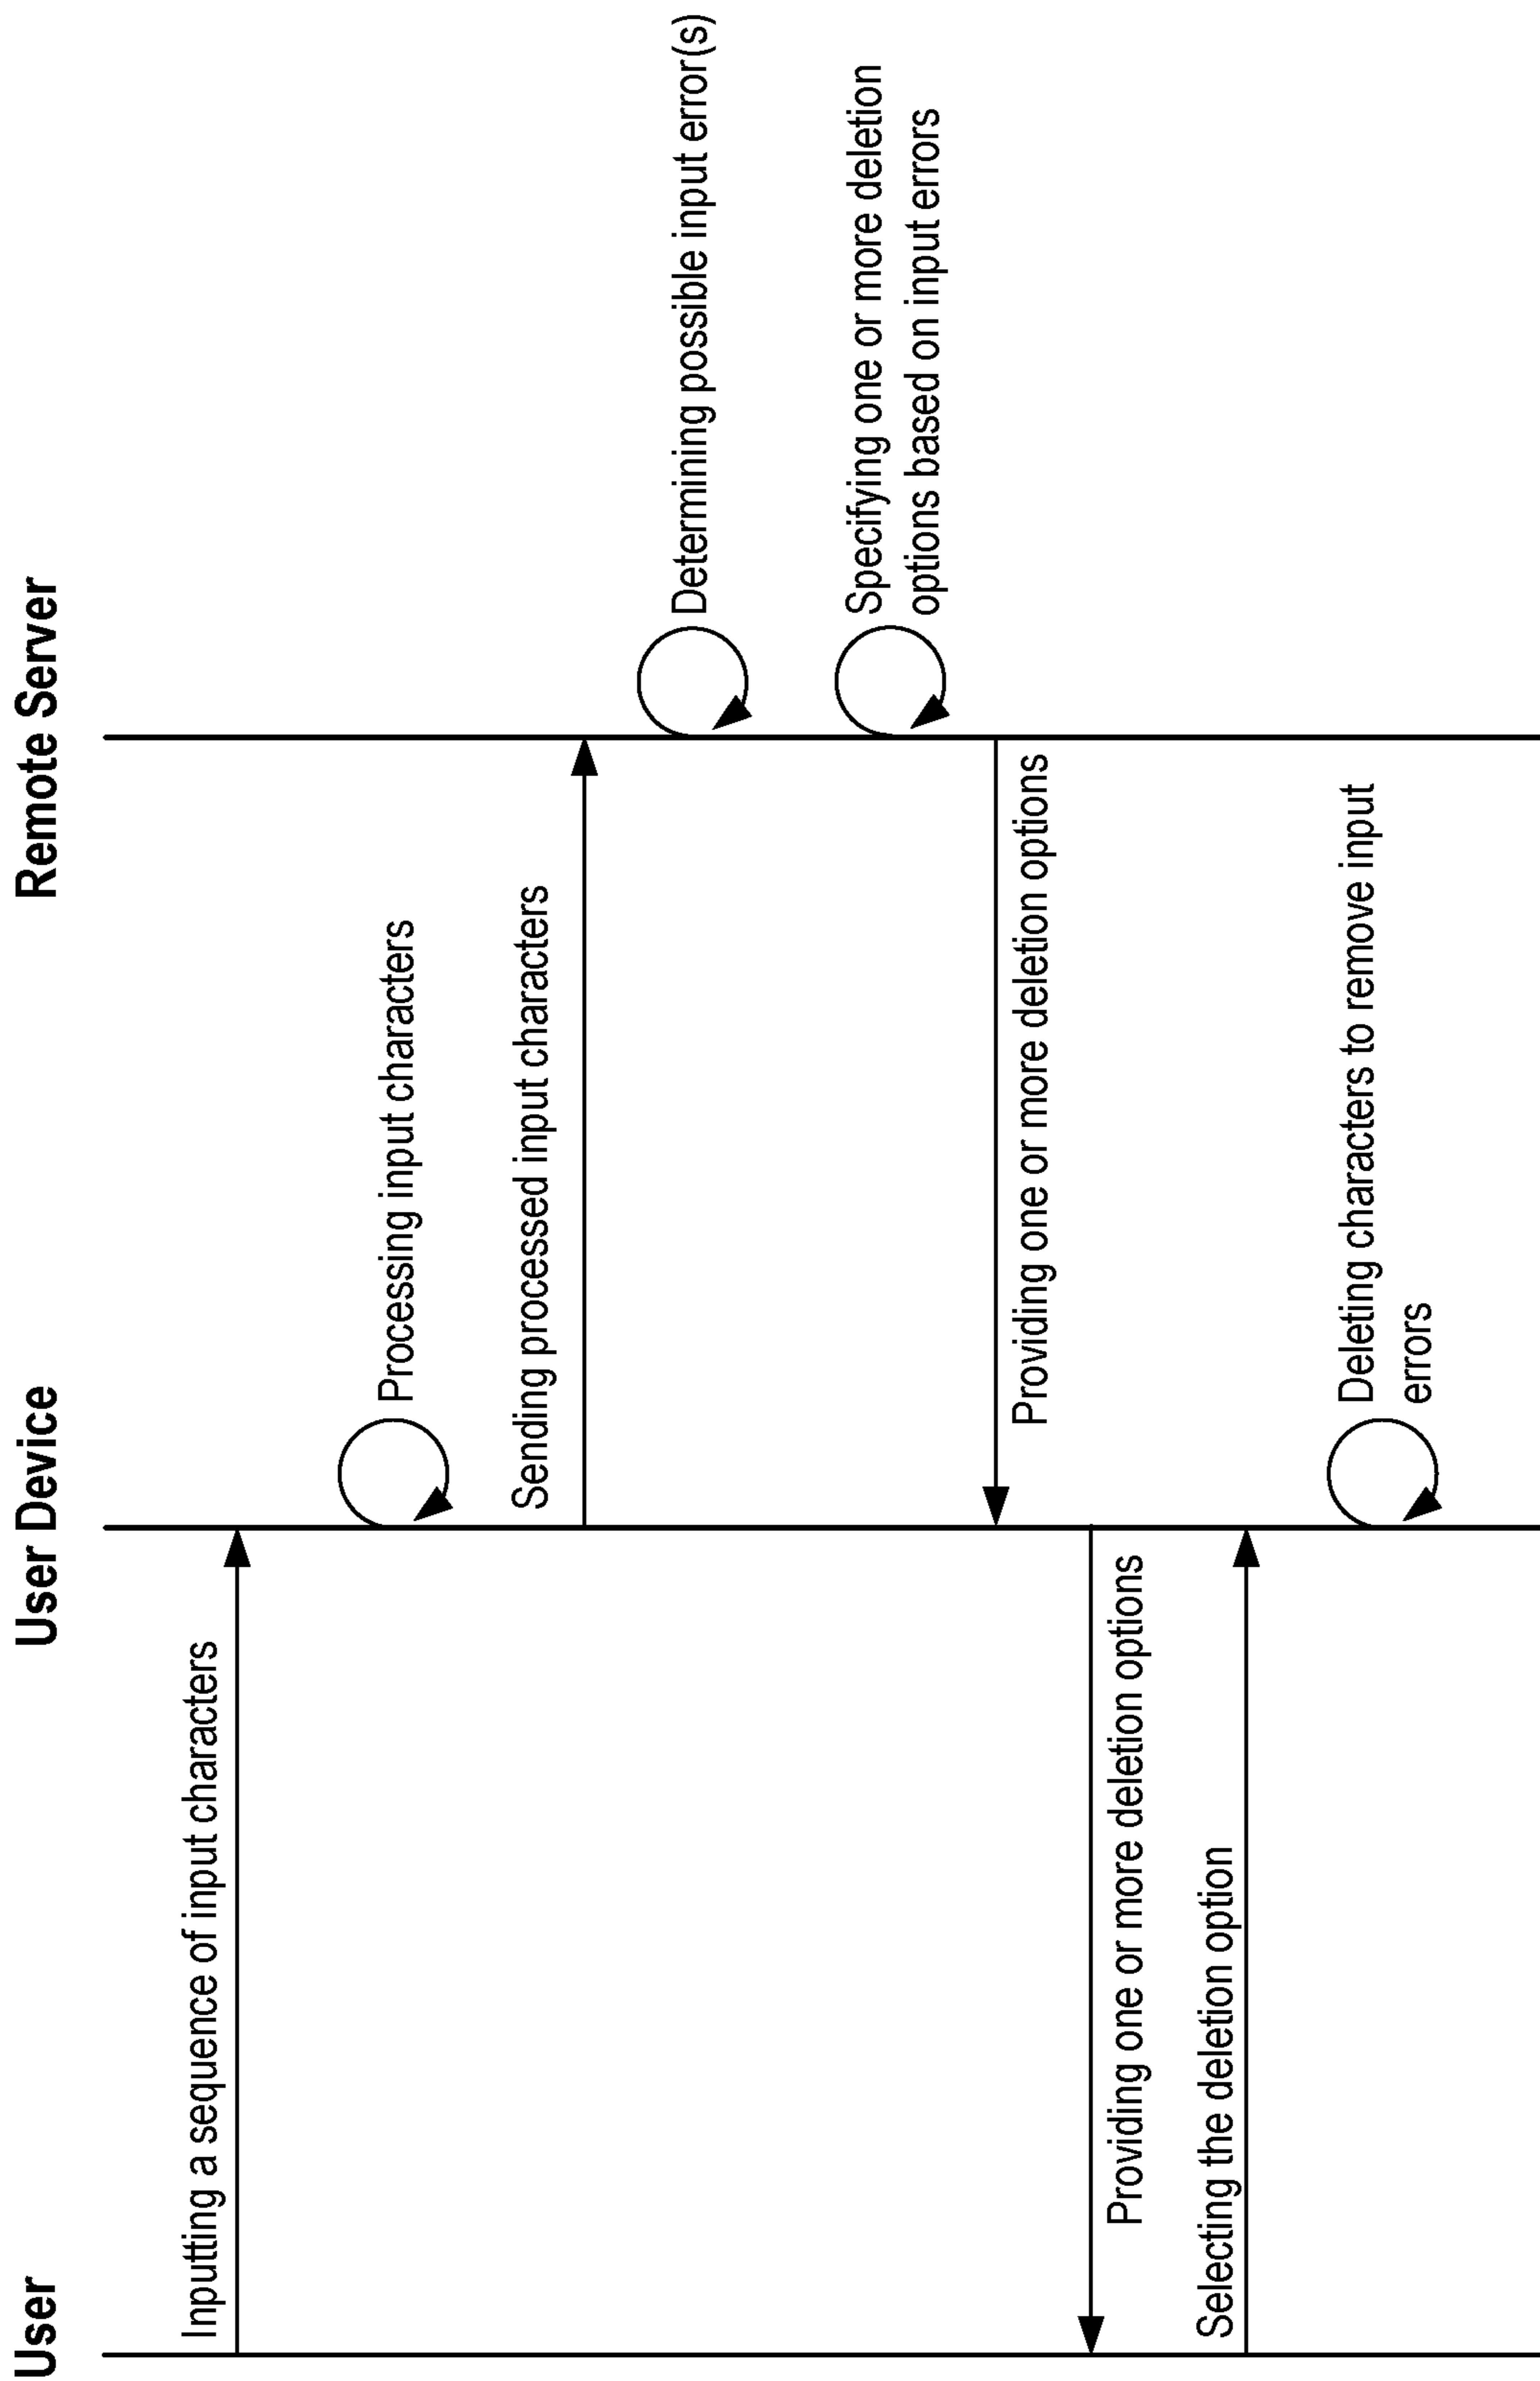 User
User Device
Remote Server
Inputting a sequence of input characters
Processing input characters
Sending processed input characters
Determining possible input error(s)
Specifying one or more deletion
options based on input errors
Providing one or more deletion options
Providing one or more deletion options
Selecting the deletion option
Deleting characters to remove input
errors